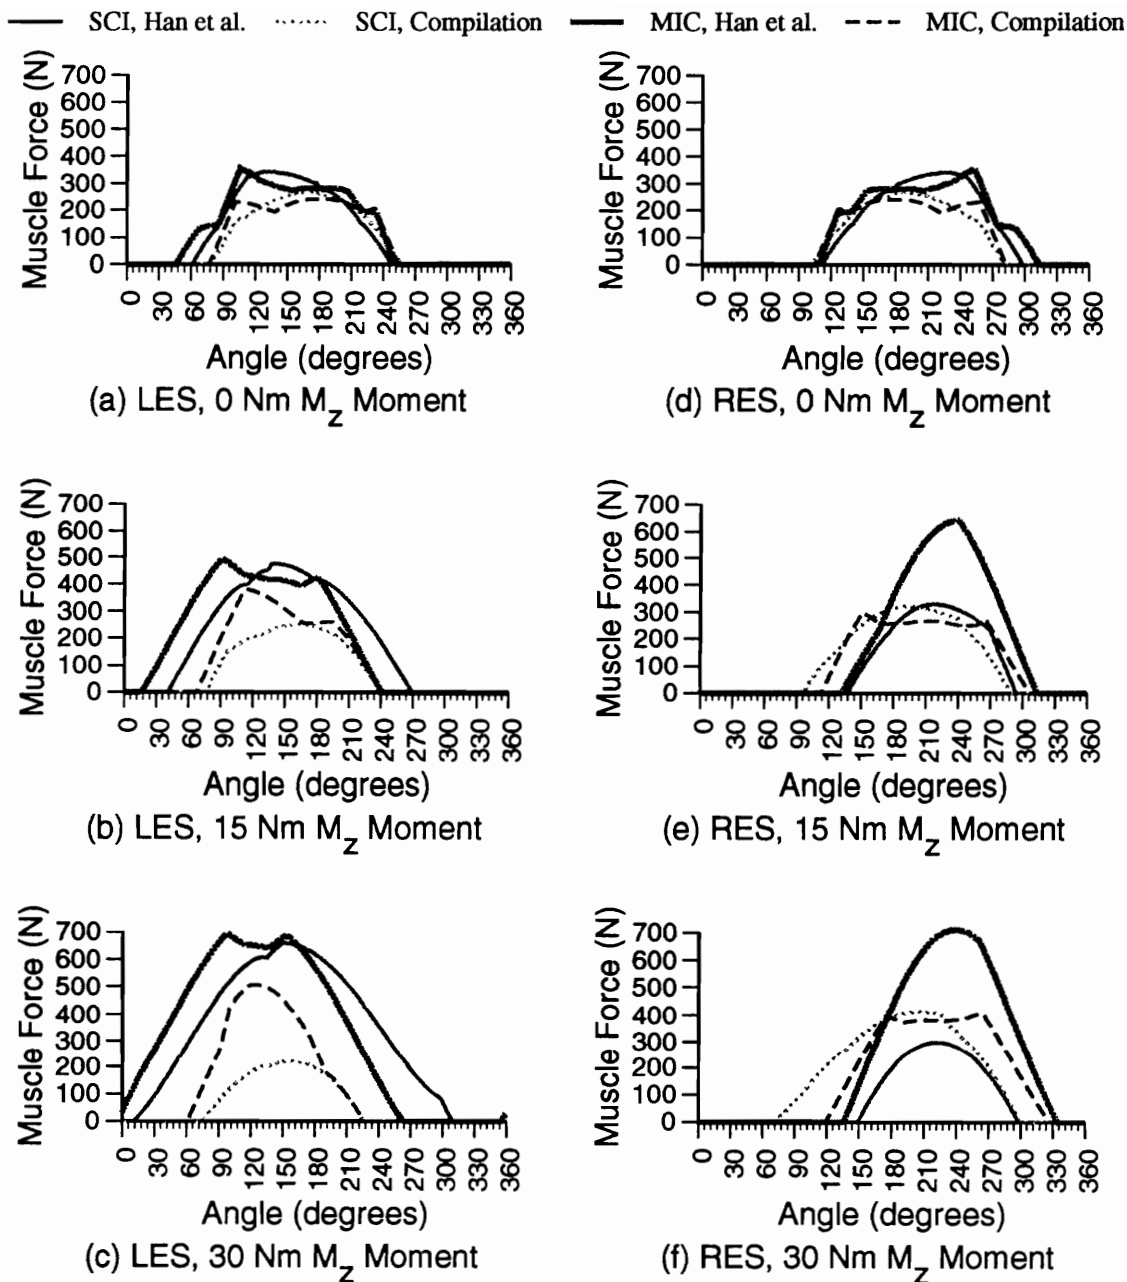 SCI, Han et al. SCI, Compilation MIC, Han et al. MIC, Compilation
Muscle Force (N)
700
600
500
400
300
200
100
0
0 30 60 90 120 150 180 210 240 270 300 330 360
Angle (degrees)
(a) LES, 0 Nm Mz Moment
Muscle Force (N)
700
600
500
400
300
200
100
0
0 30 60 90 120 150 180 210 240 270 300 330 360
Angle (degrees)
(d) RES, 0 Nm Mz Moment
Muscle Force (N)
700
600
500
400
300
200
100
0
0 30 60 90 120 150 180 210 240 270 300 330 360
Angle (degrees)
(b) LES, 15 Nm Mz Moment
Muscle Force (N)
700
600
500
400
300
200
100
0
0 30 60 90 120 150 180 210 240 270 300 330 360
Angle (degrees)
(e) RES, 15 Nm Mz Moment
Muscle Force (N)
700
600
500
400
300
200
100
0
0 30 60 90 120 150 180 210 240 270 300 330 360
Angle (degrees)
(c) LES, 30 Nm Mz Moment
Muscle Force (N)
700
600
500
400
300
200
100
0
0 30 60 90 120 150 180 210 240 270 300 330 360
Angle (degrees)
(f) RES, 30 Nm Mz Moment